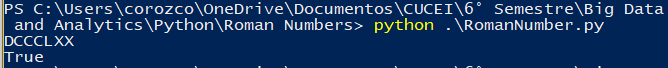 PS C:\Users\corozco\OneDrive\Documentos\CUCEI\6° Semestre\Big Data
and Analytics\Python\Roman Numbers> python .\RomanNumber.py
DCCCLXX
True